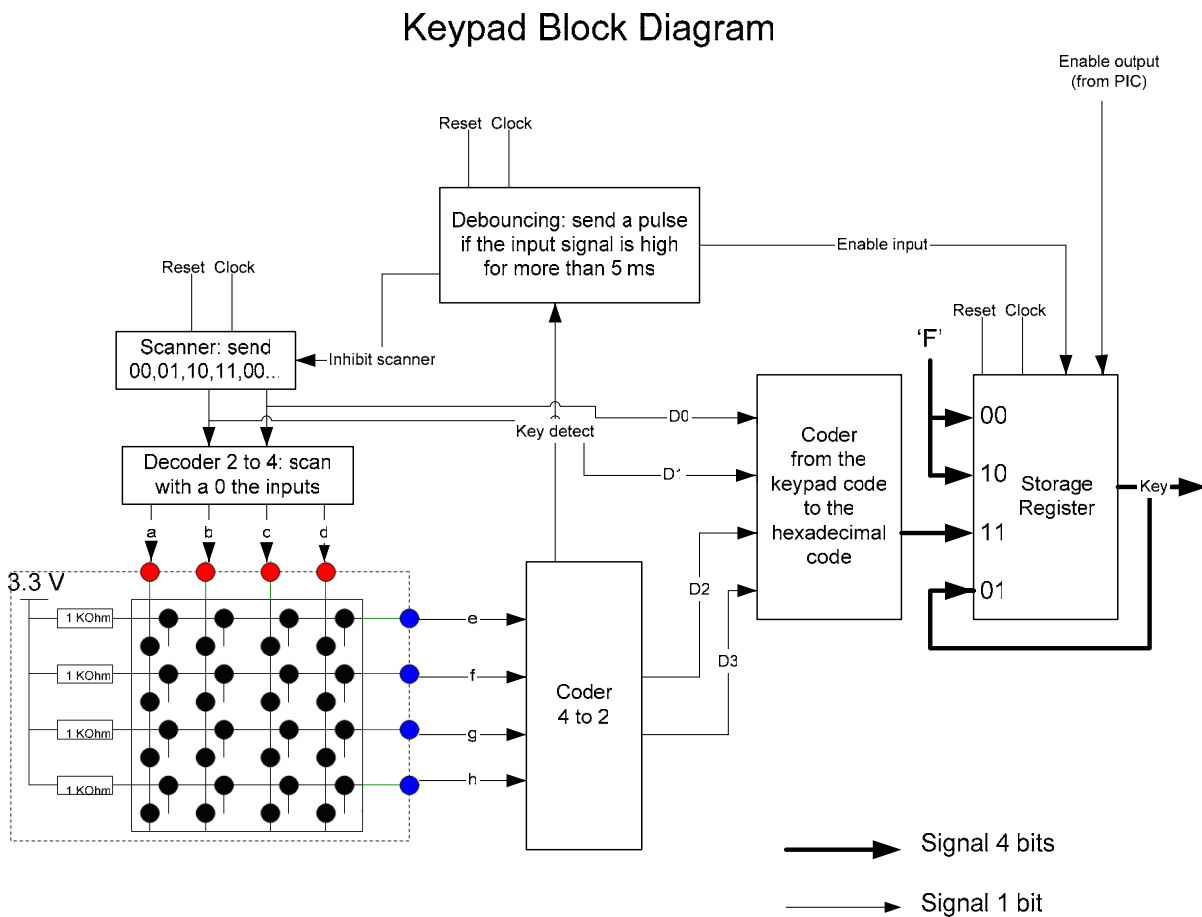 Keypad Block Diagram
Enable output
(from PIC)
Reset Clock
Debouncing: send a pulse
if the input signal is high
for more than 5 ms
Enable input
Reset Clock
Scanner: send
00,01,10,11,00...
Inhibit scanner
Reset Clock
'F'
D0
Key detect
D1
Decoder 2 to 4: scan
with a 0 the inputs
Coder
from the
keypad code
to the
hexadecimal
code
00
10
11
01
Storage
Register
Key
a b c d
3.3 V
1 KOhm
1 KOhm
1 KOhm
1 KOhm
e
f
g
h
Coder
4 to 2
D2
D3
Signal 4 bits
Signal 1 bit